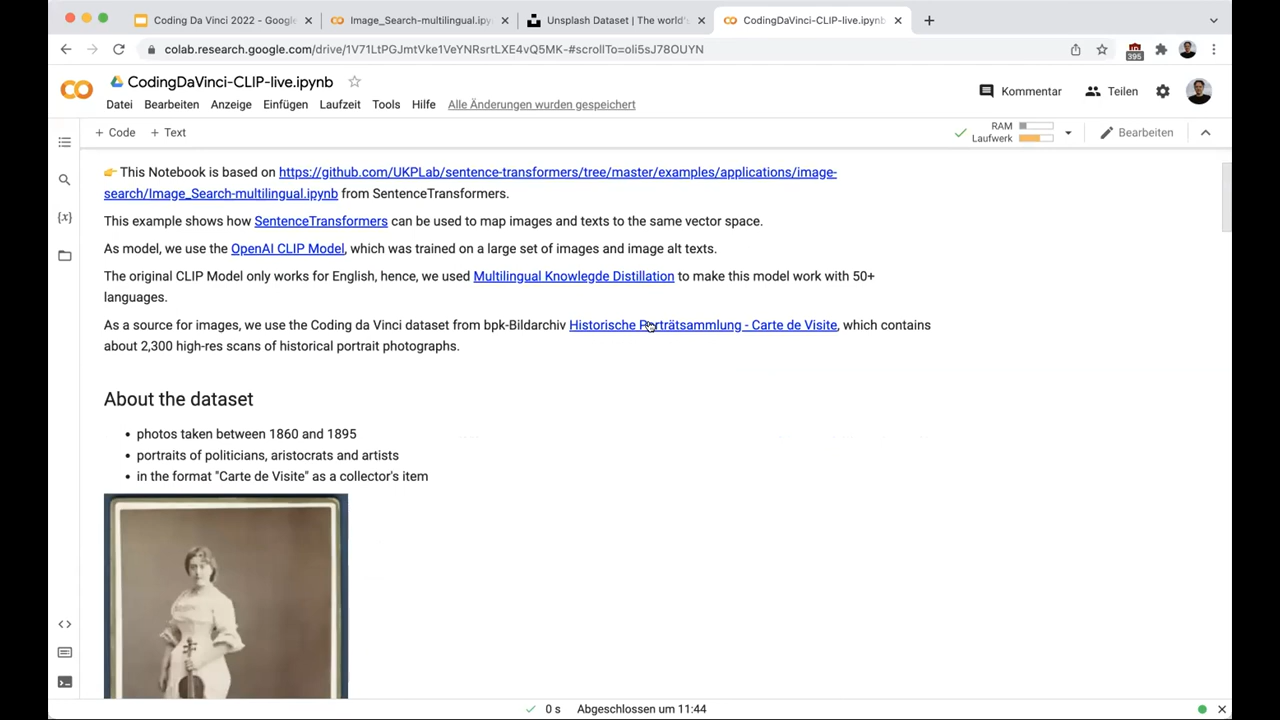 Coding Da Vinci 2022 - Google
Image_Search-multilingual.ipy
Unsplash Dataset | The world's
CodingDaVinci-CLIP-live.ipynb
colab.research.google.com/drive/1V71LtPGJmtVke1VeYNRsrtLXE4vQ5MK-#scrollTo=oli5sJ78OUYN
395
CodingDaVinci-CLIP-live.ipynb
Kommentar
Teilen
Datei Bearbeiten Anzeige Einfügen Laufzeit Tools Hilfe Alle Änderungen wurden gespeichert
+ Code + Text
RAM
Laufwerk
Bearbeiten
👉 This Notebook is based on https://github.com/UKPLab/sentence-transformers/tree/master/examples/applications/image-
search/Image_Search-multilingual.ipynb from SentenceTransformers.
This example shows how SentenceTransformers can be used to map images and texts to the same vector space.
As model, we use the OpenAI CLIP Model, which was trained on a large set of images and image alt texts.
The original CLIP Model only works for English, hence, we used Multilingual Knowlegde Distillation to make this model work with 50+
languages.
As a source for images, we use the Coding da Vinci dataset from bpk-Bildarchiv Historische Porträtsammlung - Carte de Visite, which contains
about 2,300 high-res scans of historical portrait photographs.
About the dataset
• photos taken between 1860 and 1895
• portraits of politicians, aristocrats and artists
• in the format "Carte de Visite" as a collector's item
0 s Abgeschlossen um 11:44